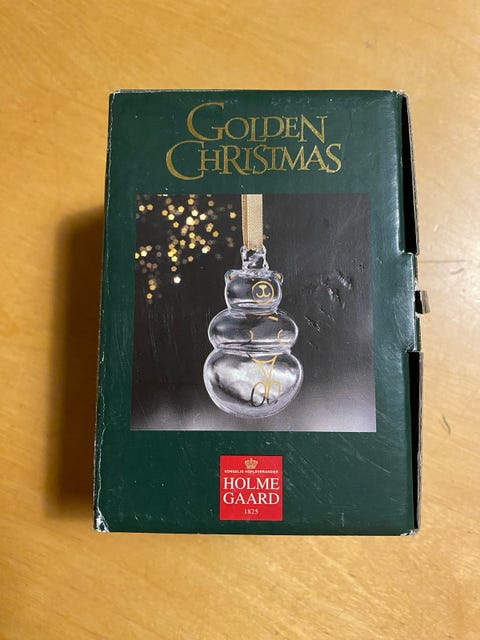 GOLDEN
CHRISTMAS
KONGELIG HOFLEVERANDØR
HOLME
GAARD
1825